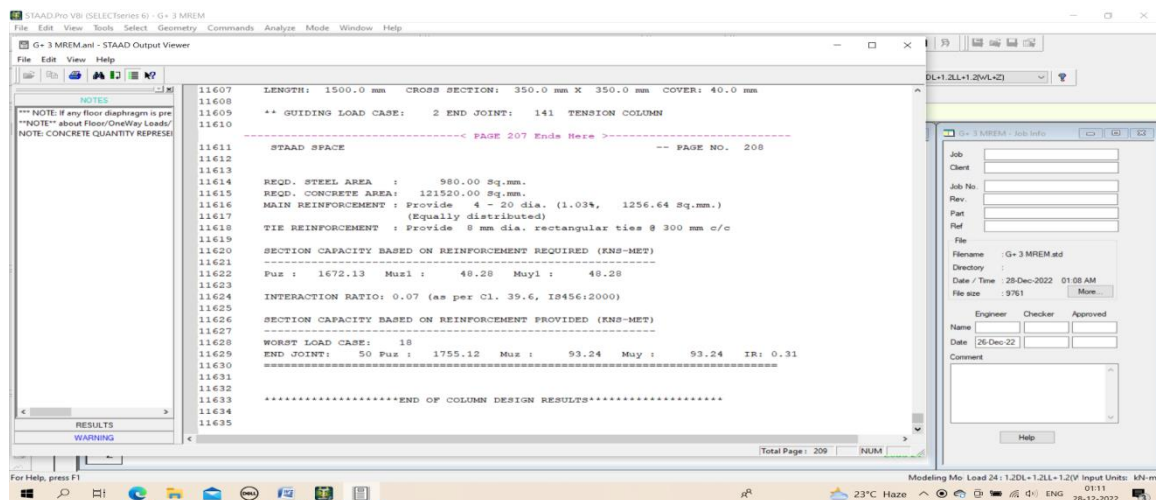 STAAD.Pro V8i (SELECTseries 6) - G+ 3 MREM
File Edit View Tools Select Geometry Commands Analyze Mode Window Help
G+ 3 MREM.anl - STAAD Output Viewer
File Edit View Help
DL+1.2LL+1.2(WL+Z)
NOTES
*** NOTE: If any floor diaphragm is pre
**NOTE** about Floor/OneWay Loads/
NOTE: CONCRETE QUANTITY REPRESE
RESULTS
WARNING
11607 LENGTH: 1500.0 mm CROSS SECTION: 350.0 mm X 350.0 mm COVER: 40.0 mm
11608
11609 ** GUIDING LOAD CASE: 2 END JOINT: 141 TENSION COLUMN
11610
---------------------------< PAGE 207 Ends Here >---------------------------
11611 STAAD SPACE -- PAGE NO. 208
11612
11613
11614 REQD. STEEL AREA : 980.00 Sq.mm.
11615 REQD. CONCRETE AREA: 121520.00 Sq.mm.
11616 MAIN REINFORCEMENT : Provide 4 - 20 dia. (1.03%, 1256.64 Sq.mm.)
11617 (Equally distributed)
11618 TIE REINFORCEMENT : Provide 8 mm dia. rectangular ties @ 300 mm c/c
11619
11620 SECTION CAPACITY BASED ON REINFORCEMENT REQUIRED (KNS-MET)
11621 ----------------------------------------------------------
11622 Puz : 1672.13 Muz1 : 48.28 Muy1 : 48.28
11623
11624 INTERACTION RATIO: 0.07 (as per Cl. 39.6, IS456:2000)
11625
11626 SECTION CAPACITY BASED ON REINFORCEMENT PROVIDED (KNS-MET)
11627 ----------------------------------------------------------
11628 WORST LOAD CASE: 18
11629 END JOINT: 50 Puz : 1755.12 Muz : 93.24 Muy : 93.24 IR: 0.31
11630 ============================================================================
11631
11632
11633 ********************END OF COLUMN DESIGN RESULTS********************
11634
11635
Total Page : 209 NUM
G+ 3 MREM - Job Info
Job
Client
Job No.
Rev.
Part
Ref
File
Filename : G+ 3 MREM.std
Directory :
Date / Time : 28-Dec-2022 01:08 AM
File size : 9761 More...
Engineer Checker Approved
Name
Date 26-Dec-22
Comment
Help
For Help, press F1
Modeling Mo Load 24 : 1.2DL+1.2LL+1.2(V Input Units: kN-m
23°C Haze ENG 01:11
28-12-2022